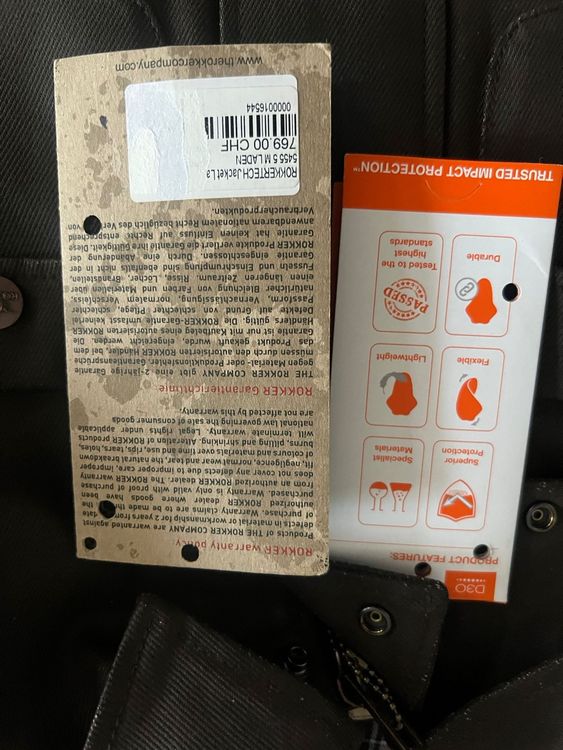 ROKKER warranty policy
Products of THE ROKKER COMPANY are warranted against
defects in material or workmanship for 2 years from date
of purchase. Warranty claims the
authorized ROKKER dealer where goods have been
purchased. Warranty is only valid with proof of purchase
from an authorized ROKKER dealer. The ROKKER warranty
does not cover any defects due to improper care, improper
fit, negligence, normal wear and tear, the natural breakdown
of colours and materials over time and use, rips, tears, holes,
burns, pilling and shrinking. Alteration of ROKKER products
will terminate warranty. Legal rights under applicable
national law governing the sale of consumer goods
are not affected by this warranty.
ROKKER Garantierichtlinie
THE ROKKER COMPANY gibt eine 2-jährige Garantie
gegen Material- oder Produktionsfehler. Garantieansprüche
müssen durch den autorisierten ROKKER Händler, bei dem
das Produkt gekauft wurde, eingereicht werden. Die
Garantie ist nur mit Kaufbeleg eines autorisierten ROKKER
Händlers gültig. Die ROKKER-Garantie umfasst keinerlei
Defekte auf Grund schlechter Pflege, schlechter
Passform, Vernachlässigung, normalem Verschleiss,
natürlicher Bleichung von Farben und Materialien über
einen längeren Zeitraum. Risse, Löcher, Brandstellen,
Fusseln und Einschrumpfung sind ebenfalls nicht in der
Garantie eingeschlossen. Durch eine Abänderung der
ROKKER Produkte verliert die Garantie ihre Gültigkeit. Diese
Garantie hat keinen Einfluss auf Rechte entsprechend
anwendbarem nationalem Recht bezüglich des Verkaufs von
Verbraucherprodukten.
ROKKERTECH Jacket La
5455 5 M LADEN
769.00 CHF
0000016544
www.therokkercompany.com
D3O
PRODUCT FEATURES:
Superior
Protection
Specialist
Materials
Flexible
Lightweight
Durable
PASSED
Tested to the
highest
standards
TRUSTED IMPACT PROTECTION™